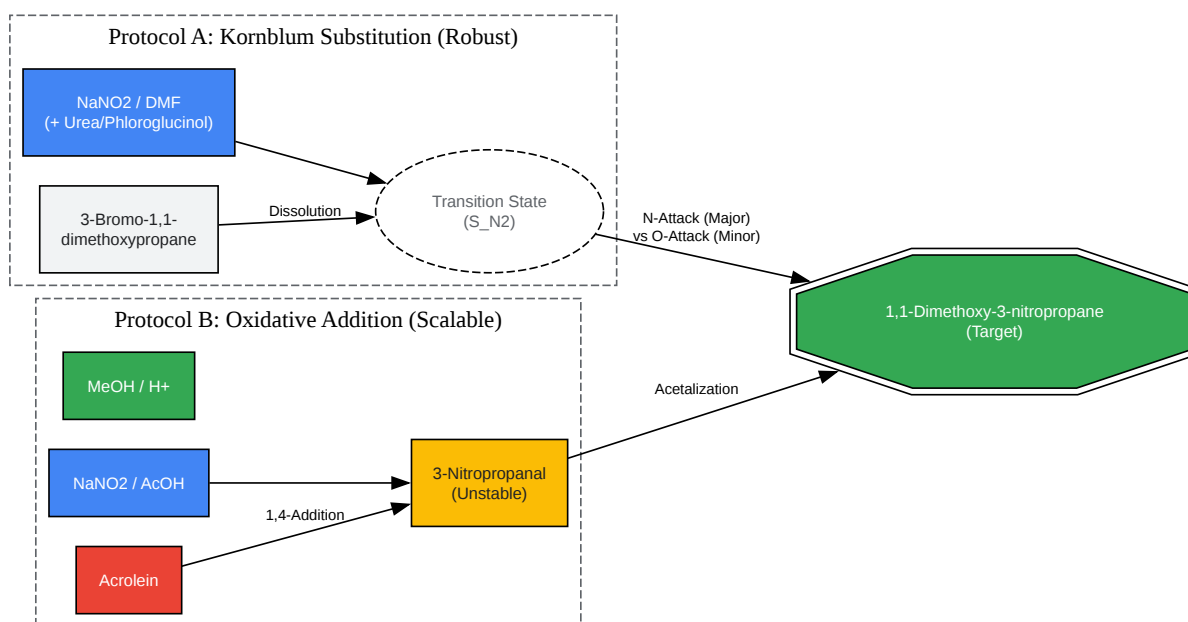 Protocol A: Kornblum Substitution (Robust)
NaNO2 / DMF
(+ Urea/Phloroglucinol)
3-Bromo-1,1-
dimethoxypropane
Dissolution
Transition State
(S_N2)
N-Attack (Major)
vs O-Attack (Minor)
1,1-Dimethoxy-3-nitropropane
(Target)
Protocol B: Oxidative Addition (Scalable)
MeOH / H+
NaNO2 / AcOH
Acrolein
1,4-Addition
3-Nitropropanal
(Unstable)
Acetalization